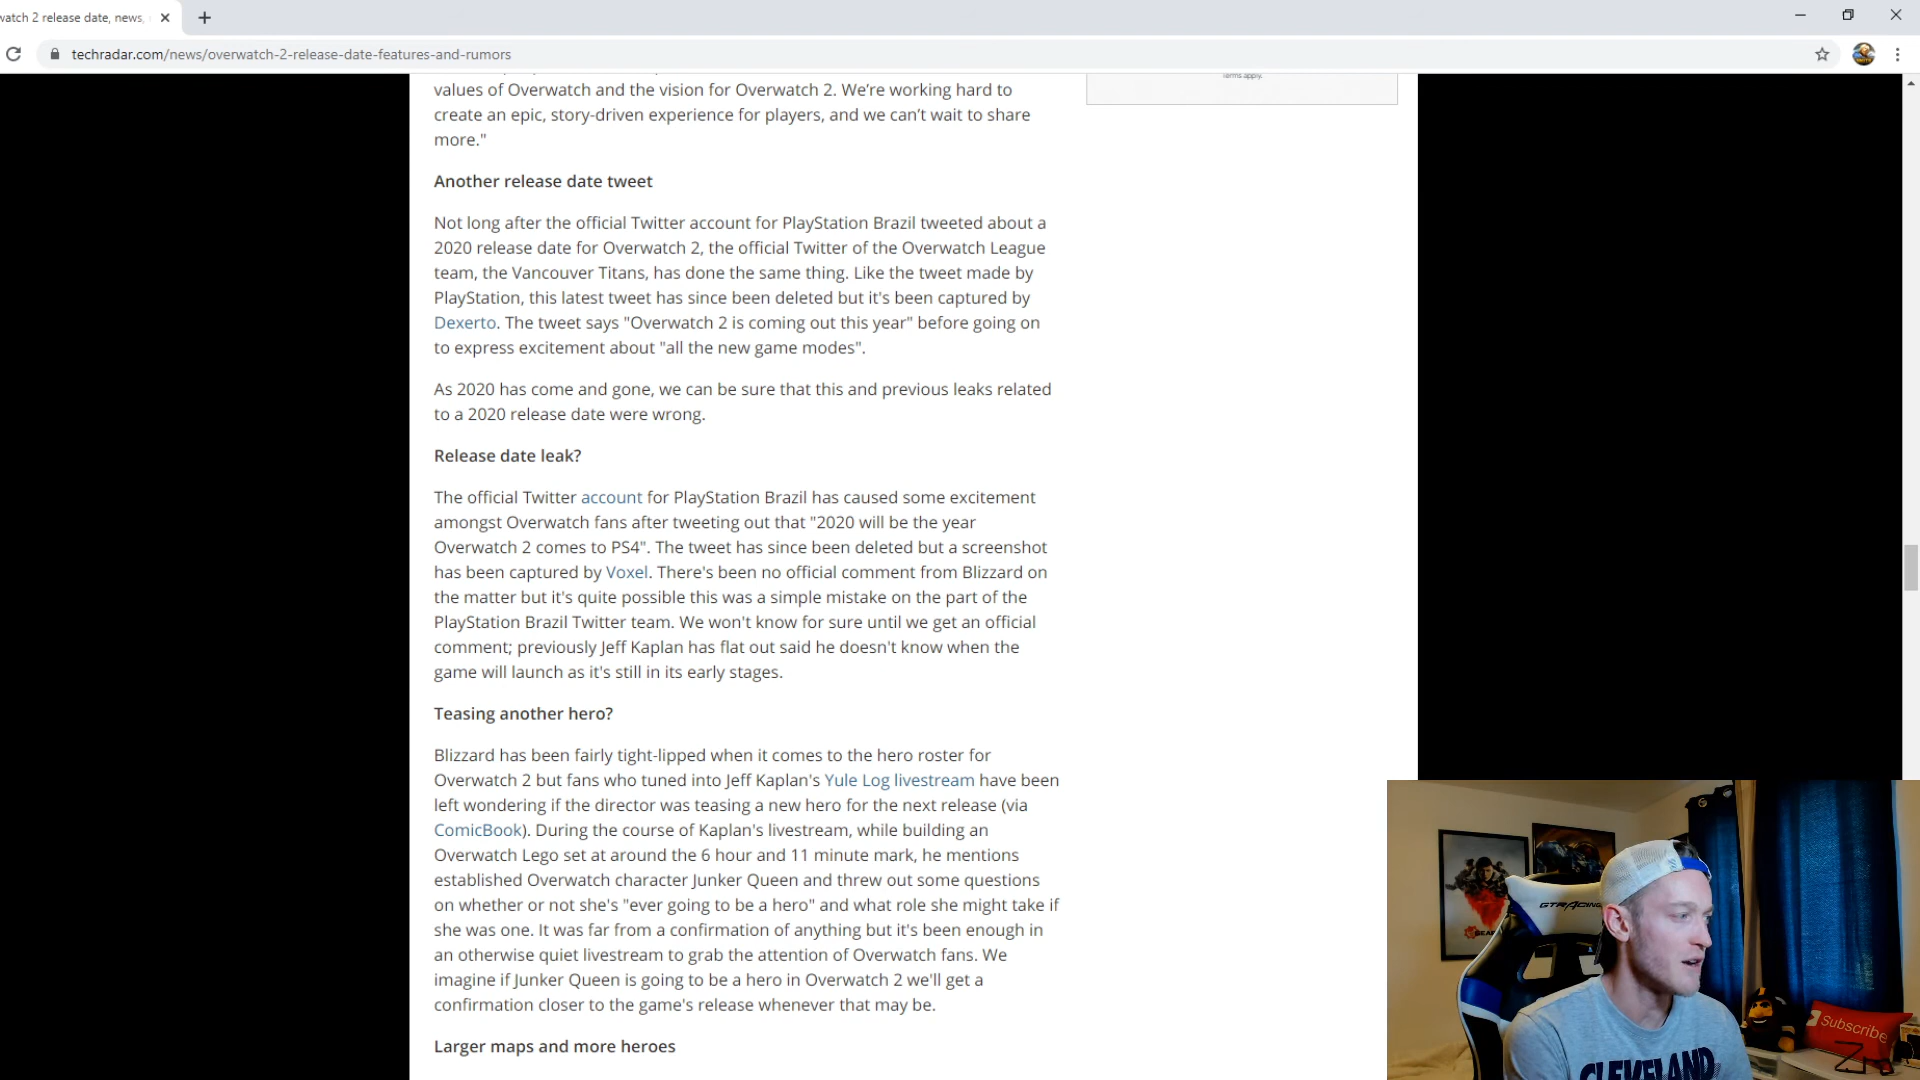 watch 2 release date, news,
techradar.com/news/overwatch-2-release-date-features-and-rumors
Terms apply.
values of Overwatch and the vision for Overwatch 2. We’re working hard to
create an epic, story-driven experience for players, and we can’t wait to share
more."
Another release date tweet
Not long after the official Twitter account for PlayStation Brazil tweeted about a
2020 release date for Overwatch 2, the official Twitter of the Overwatch League
team, the Vancouver Titans, has done the same thing. Like the tweet made by
PlayStation, this latest tweet has since been deleted but it's been captured by
Dexerto. The tweet says "Overwatch 2 is coming out this year" before going on
to express excitement about "all the new game modes".
As 2020 has come and gone, we can be sure that this and previous leaks related
to a 2020 release date were wrong.
Release date leak?
The official Twitter account for PlayStation Brazil has caused some excitement
amongst Overwatch fans after tweeting out that "2020 will be the year
Overwatch 2 comes to PS4". The tweet has since been deleted but a screenshot
has been captured by Voxel. There's been no official comment from Blizzard on
the matter but it's quite possible this was a simple mistake on the part of the
PlayStation Brazil Twitter team. We won't know for sure until we get an official
comment; previously Jeff Kaplan has flat out said he doesn't know when the
game will launch as it's still in its early stages.
Teasing another hero?
Blizzard has been fairly tight-lipped when it comes to the hero roster for
Overwatch 2 but fans who tuned into Jeff Kaplan's Yule Log livestream have been
left wondering if the director was teasing a new hero for the next release (via
ComicBook). During the course of Kaplan's livestream, while building an
Overwatch Lego set at around the 6 hour and 11 minute mark, he mentions
established Overwatch character Junker Queen and threw out some questions
on whether or not she's "ever going to be a hero" and what role she might take if
she was one. It was far from a confirmation of anything but it's been enough in
an otherwise quiet livestream to grab the attention of Overwatch fans. We
imagine if Junker Queen is going to be a hero in Overwatch 2 we'll get a
confirmation closer to the game's release whenever that may be.
Larger maps and more heroes
GTRACING
Subscribe
CLEVELAND